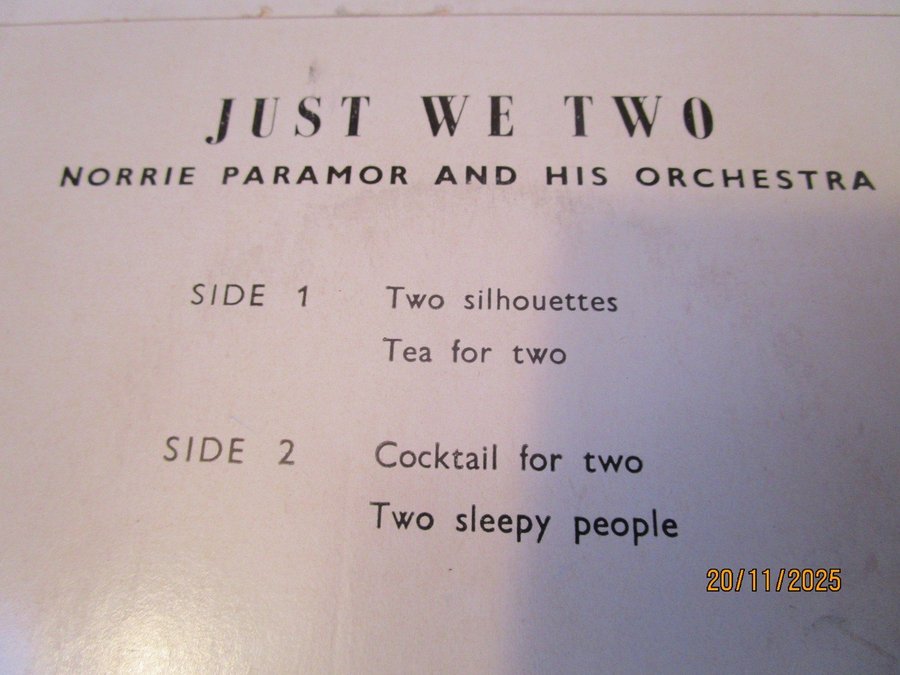 JUST WE TWO
NORRIE PARAMOR AND HIS ORCHESTRA
SIDE 1 Two silhouettes
Tea for two
SIDE 2 Cocktail for two
Two sleepy people
20/11/2025